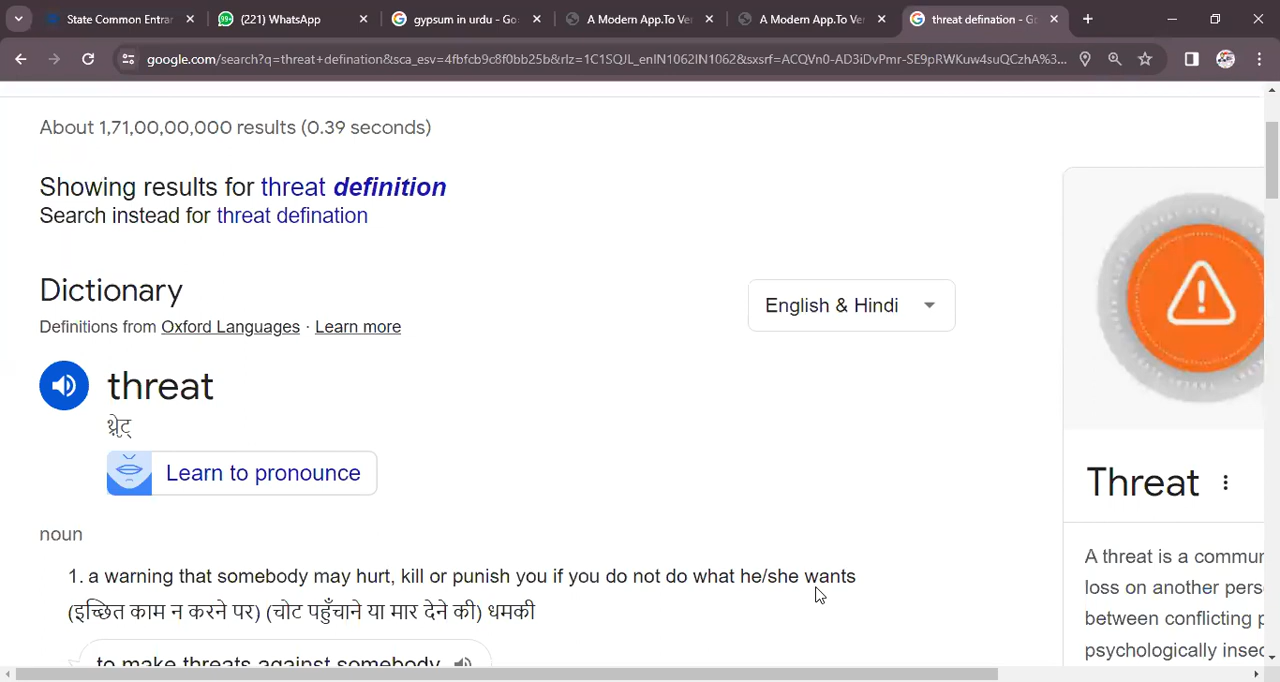 State Common Entrar
(221) WhatsApp
gypsum in urdu - Go
A Modern App.To Ve
A Modern App.To Ve
threat defination - G
google.com/search?q=threat+defination&sca_esv=4fbfcb9c8f0bb25b&rlz=1C1SQJL_enIN1062IN1062&sxsrf=ACQVn0-AD3iDvPmr-SE9pRWKuw4suQCzhA%3...
About 1,71,00,00,000 results (0.39 seconds)
Showing results for threat definition
Search instead for threat defination
Dictionary
English & Hindi
Definitions from Oxford Languages · Learn more
threat
थ्रे़ट्
Learn to pronounce
noun
1. a warning that somebody may hurt, kill or punish you if you do not do what he/she wants
(इच्छित काम न करने पर) (चोट पहुँचाने या मार देने की) धमकी
to make threats against somebody
Threat
A threat is a commun
loss on another pers
between conflicting p
psychologically insec